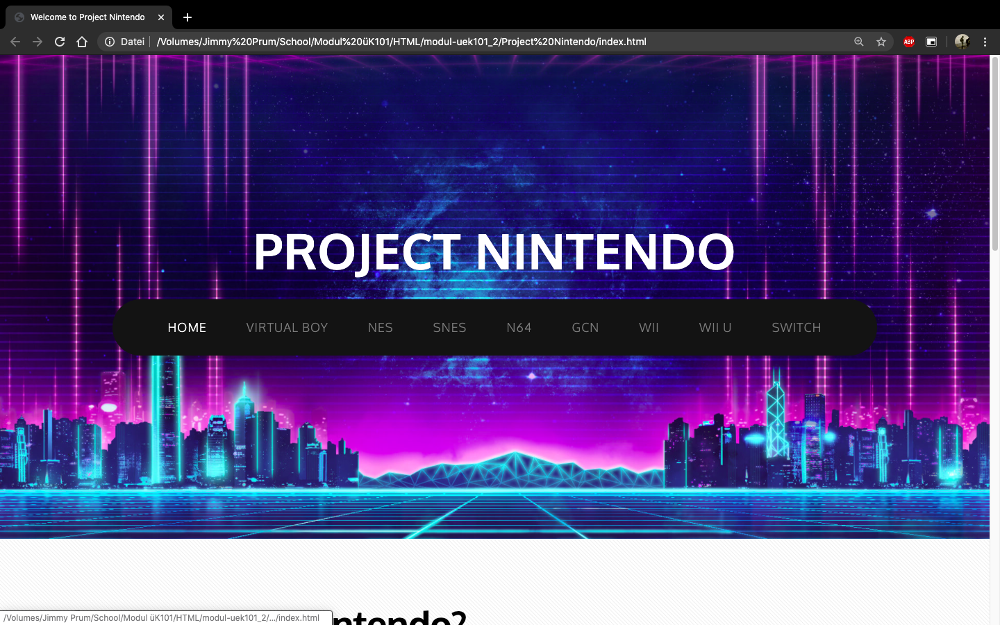 Welcome to Project Nintendo
Datei /Volumes/Jimmy%20Prum/School/Modul%20üK101/HTML/modul-uek101_2/Project%20Nintendo/index.html
ABP
PROJECT NINTENDO
HOME VIRTUAL BOY NES SNES N64 GCN WII WII U SWITCH
ntendo?
/Volumes/Jimmy Prum/School/Modul üK101/HTML/modul-uek101_2/.../index.html